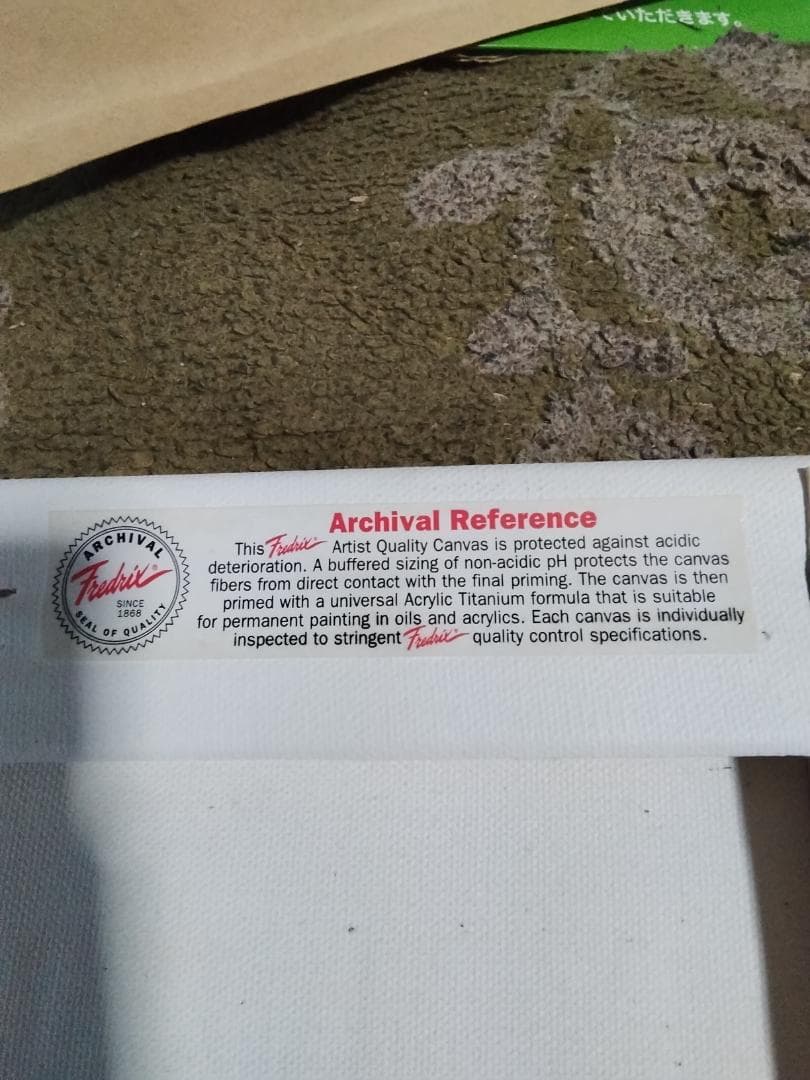 ていただきます。
Archival Reference
This Fredrix® Artist Quality Canvas is protected against acidic
deterioration. A buffered sizing of non-acidic pH protects the canvas
fibers from direct contact with the final priming. The canvas is then
primed with a universal Acrylic Titanium formula that is suitable
for permanent painting in oils and acrylics. Each canvas is individually
inspected to stringent Fredrix® quality control specifications.
ARCHIVAL
Fredrix®
SINCE
1868
SEAL OF QUALITY